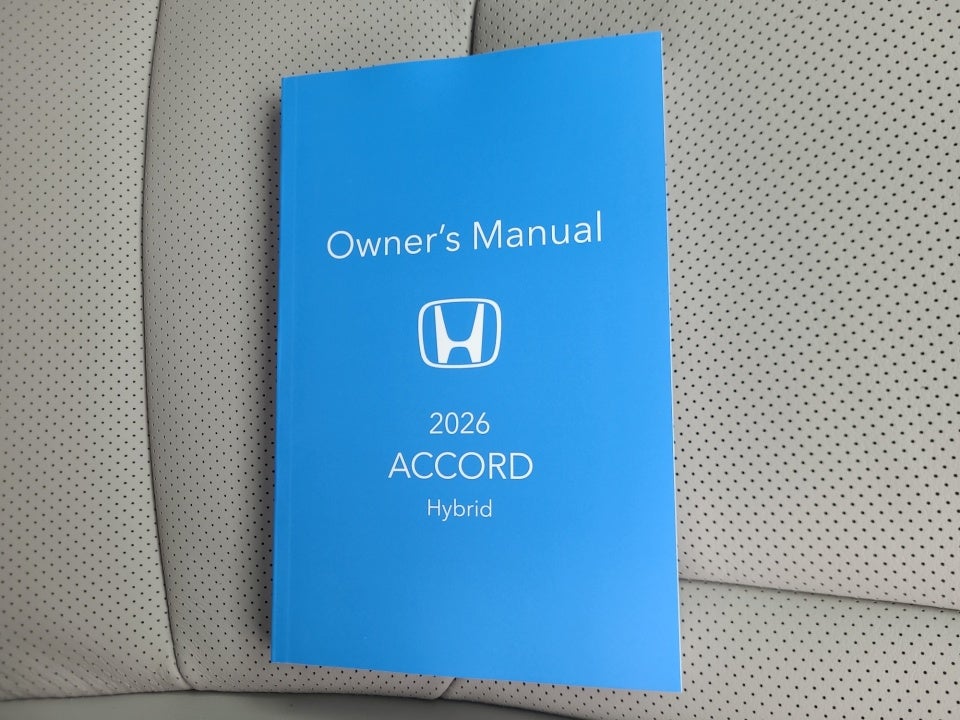 Owner's Manual
2026
ACCORD
Hybrid